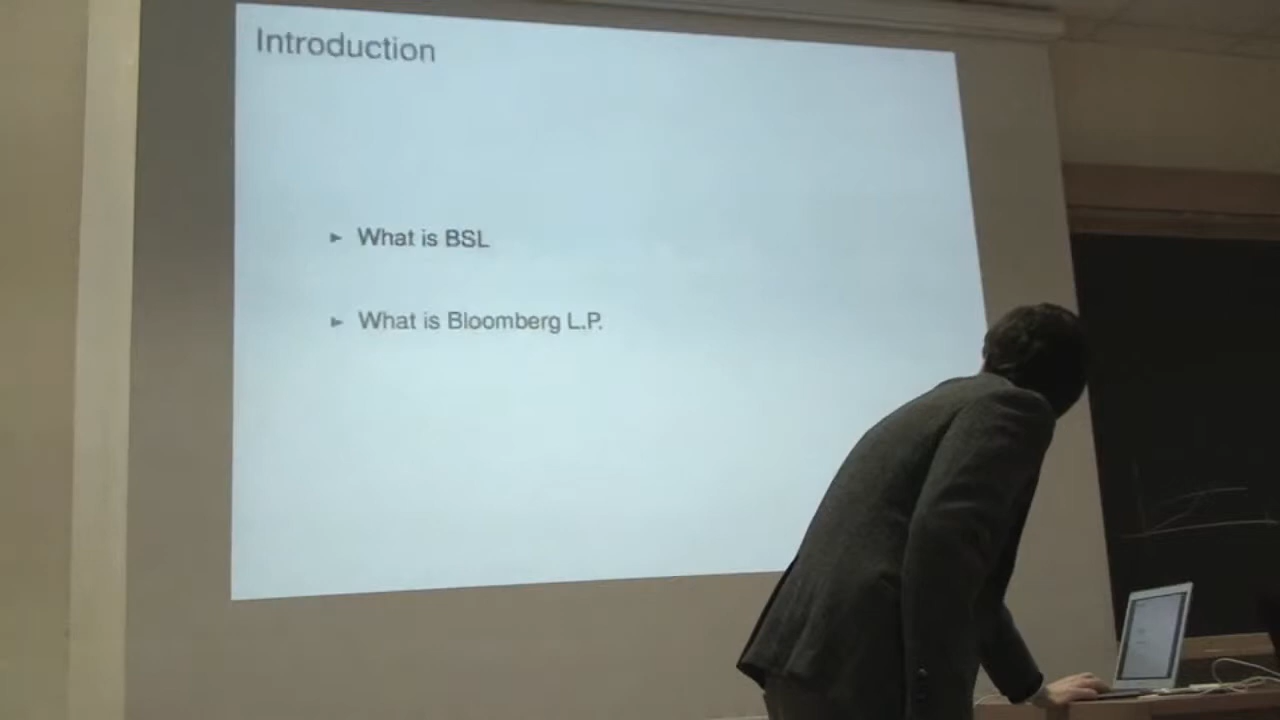 Introduction
► What is BSL
► What is Bloomberg L.P.